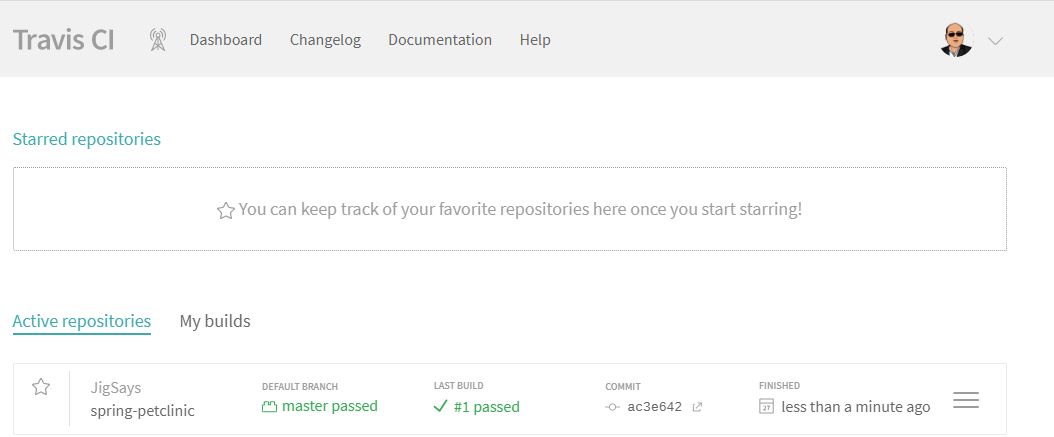 Travis CI Dashboard Changelog Documentation Help
Starred repositories
You can keep track of your favorite repositories here once you start starring!
Active repositories My builds
JigSays DEFAULT BRANCH LAST BUILD COMMIT FINISHED
spring-petclinic master passed #1 passed ac3e642 27 less than a minute ago